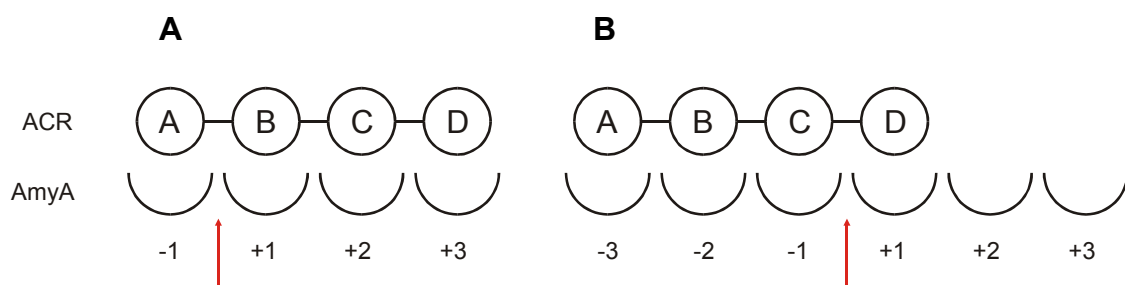 A B
ACR A B C D A B C D
AmyA
-1 +1 +2 +3 -3 -2 -1 +1 +2 +3